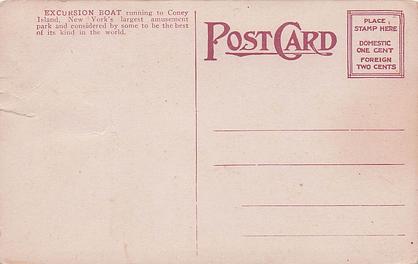 EXCURSION BOAT running to Coney
Island, New York's largest amusement
park and considered by some to be the best
of its kind in the world.
POST CARD
PLACE
STAMP HERE
DOMESTIC
ONE CENT
FOREIGN
TWO CENTS